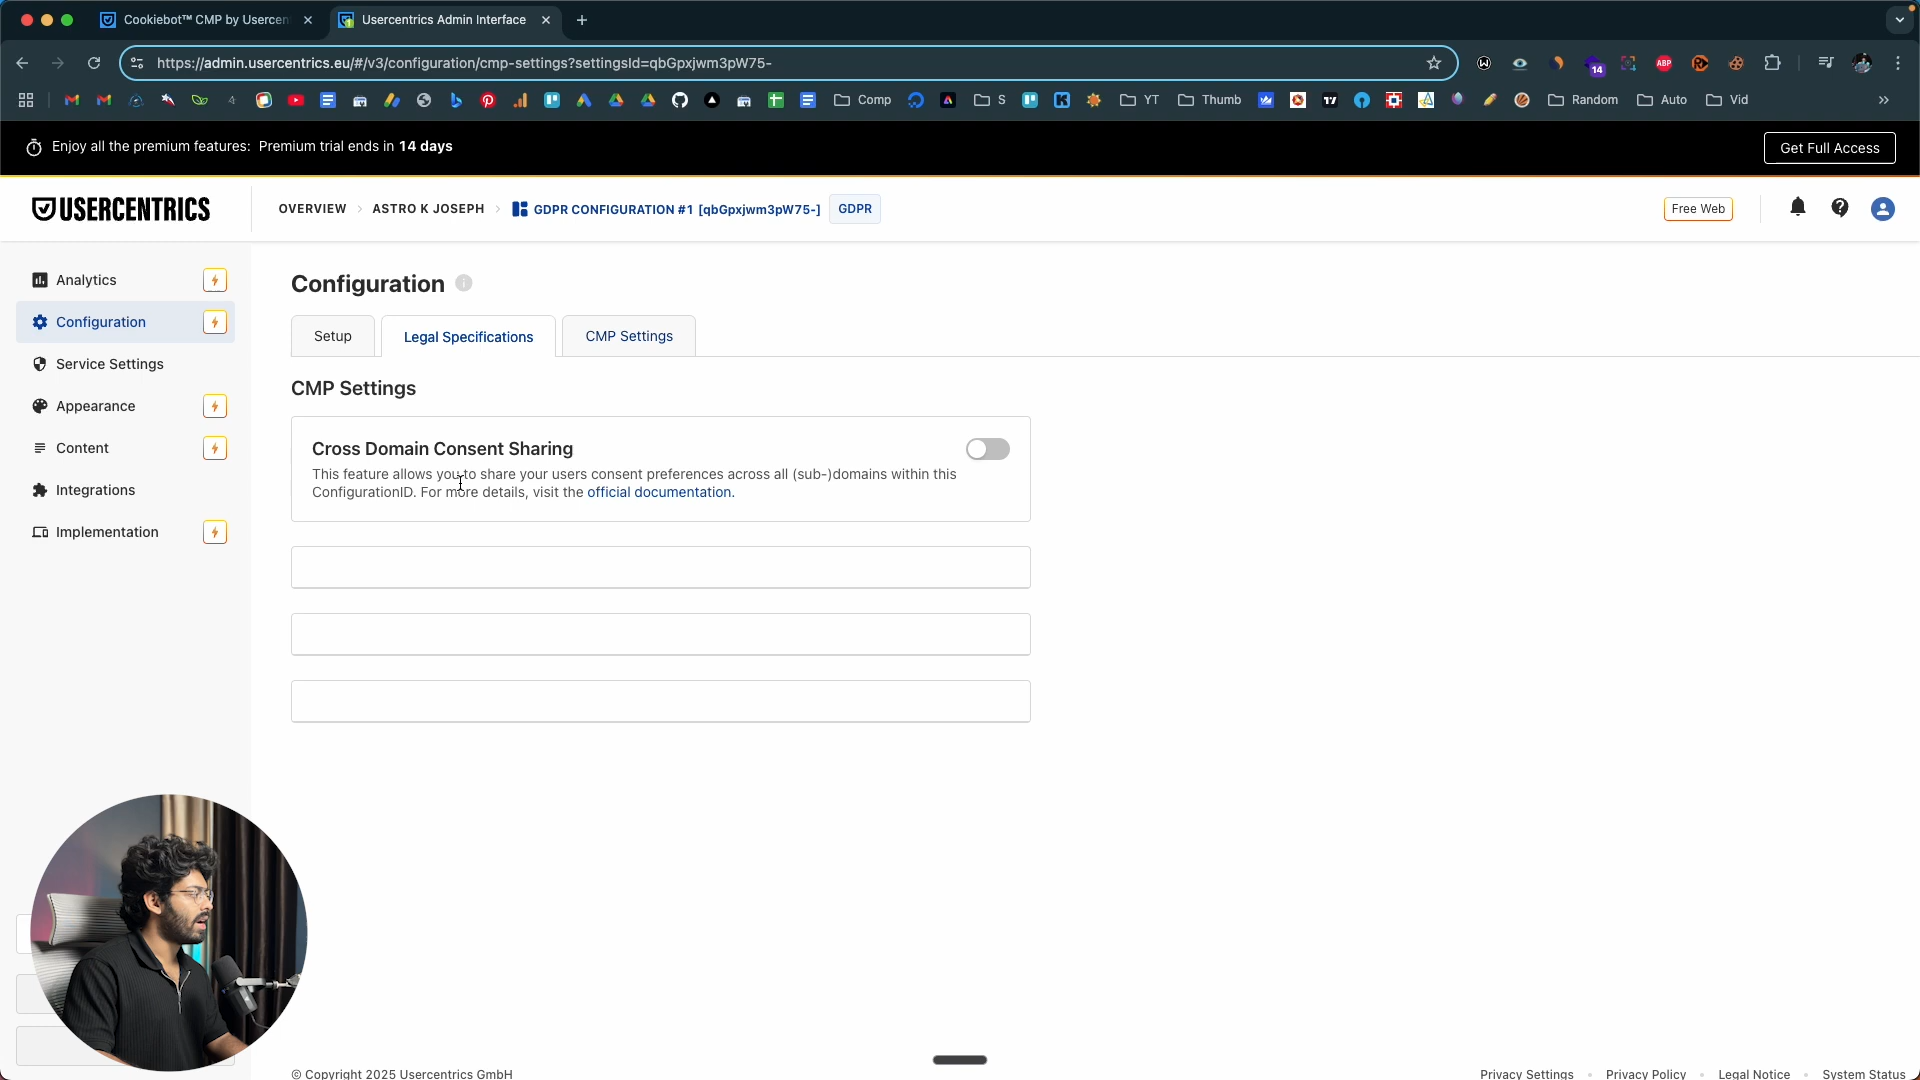 Cookiebot™ CMP by Usercen
Usercentrics Admin Interface
https://admin.usercentrics.eu/#/v3/configuration/cmp-settings?settingsId=qbGpxjwm3pW75-
14
ABP
Comp
S
YT
Thumb
Random
Auto
Vid
Enjoy all the premium features: Premium trial ends in 14 days
Get Full Access
USERCENTRICS
OVERVIEW
ASTRO K JOSEPH
GDPR CONFIGURATION #1 [qbGpxjwm3pW75-]
GDPR
Free Web
Analytics
Configuration
Service Settings
Appearance
Content
Integrations
Implementation
Configuration
Setup
Legal Specifications
CMP Settings
CMP Settings
Cross Domain Consent Sharing
This feature allows you to share your users consent preferences across all (sub-)domains within this
ConfigurationID. For more details, visit the official documentation.
© Copyright 2025 Usercentrics GmbH
Privacy Settings • Privacy Policy • Legal Notice • System Status